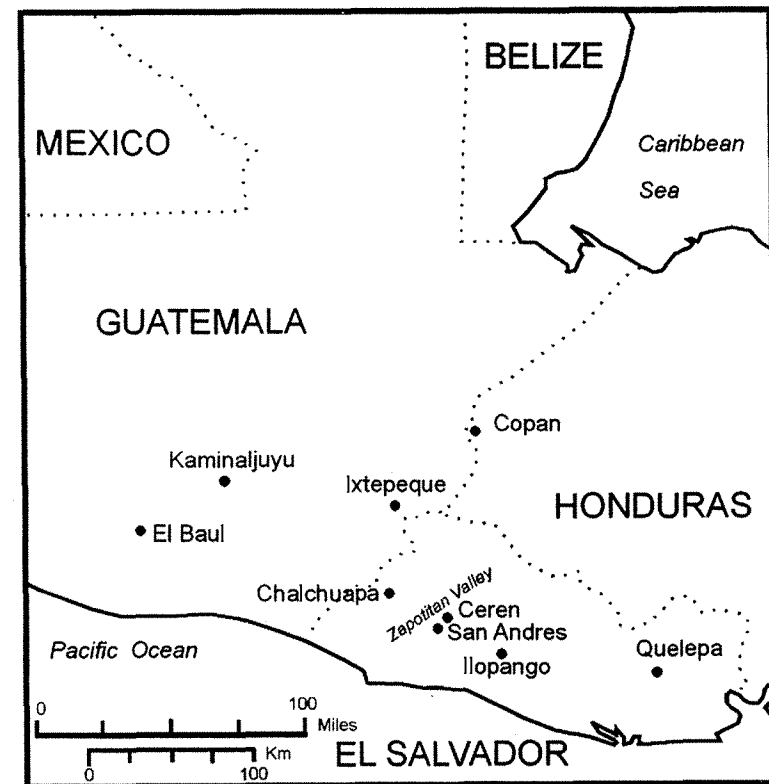 BELIZE
MEXICO
Caribbean
Sea
GUATEMALA
Copan
Kaminaljuyu
Ixtepeque
HONDURAS
El Baul
Chalchuapa
Zapotitan Valley
Ceren
San Andres
Pacific Ocean
Quelepa
Ilopango
0 100
Miles
Km
0 100
EL SALVADOR